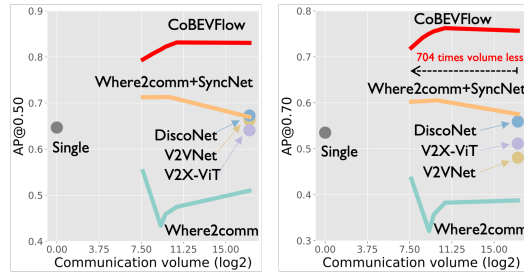 AP@0.50
0.9
0.8
0.7
0.6
0.5
0.4
CoBEVFlow
Where2comm+SyncNet
DiscoNet
V2VNet
V2X-ViT
Single
Where2comm
0.00 3.75 7.50 11.25 15.00
Communication volume (log2)
AP@0.70
0.8
0.7
0.6
0.5
0.4
0.3
CoBEVFlow
704 times volume less
Where2comm+SyncNet
DiscoNet
V2X-ViT
V2VNet
Single
Where2comm
0.00 3.75 7.50 11.25 15.00
Communication volume (log2)